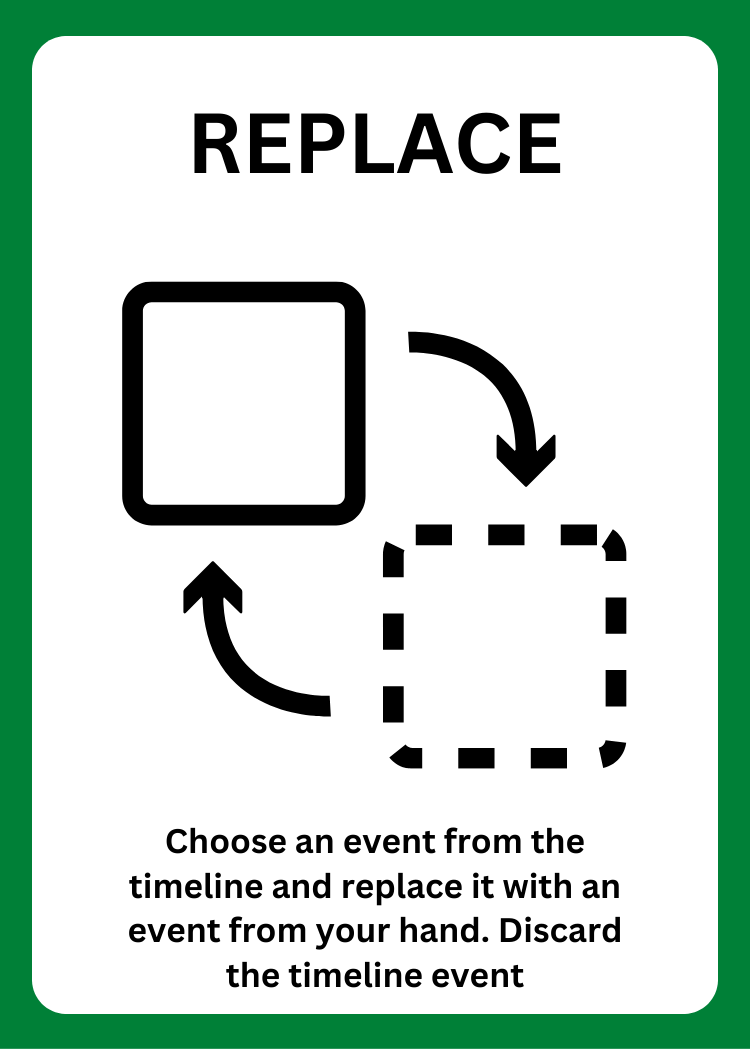 REPLACE
Choose an event from the
timeline and replace it with an
event from your hand. Discard
the timeline event